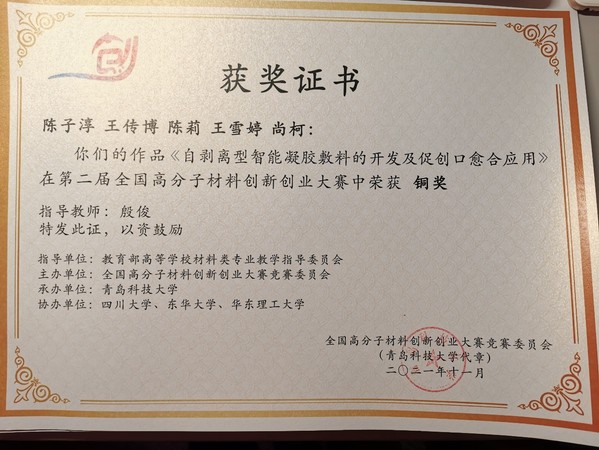 获奖证书
陈子淳 王传博 陈莉 王雪婷 尚柯：
你们的作品《自剥离型智能凝胶敷料的开发及促创口愈合应用》
在第二届全国高分子材料创新创业大赛中荣获 铜奖
指导教师：殷俊
特发此证，以资鼓励
指导单位：教育部高等学校材料类专业教学指导委员会
主办单位：全国高分子材料创新创业大赛竞赛委员会
承办单位：青岛科技大学
协办单位：四川大学、东华大学、华东理工大学
全国高分子材料创新创业大赛竞赛委员会
（青岛科技大学代章）
二〇二一年十一月